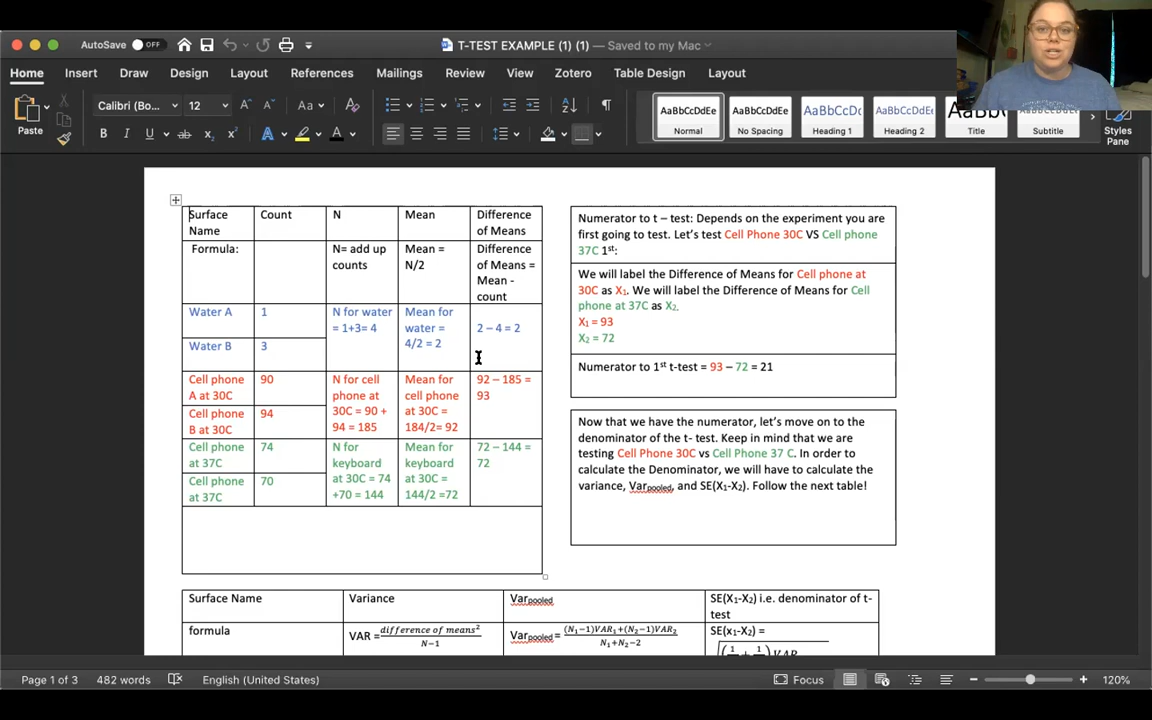 AutoSave OFF
T-TEST EXAMPLE (1) (1) — Saved to my Mac
Home Insert Draw Design Layout References Mailings Review View Zotero Table Design Layout
Paste
Calibri (Bo... 12
AaBbCcDdEe AaBbCcDdEe AaBbCcDc AaBbCcDdEe AaBbCcDdEe
Normal No Spacing Heading 1 Heading 2 Title Subtitle
Styles
Pane
Surface
Name
Count
N
Mean
Difference
of Means
Formula:
N= add up
counts
Mean =
N/2
Difference
of Means =
Mean -
count
Water A
1
N for water
= 1+3= 4
Mean for
water =
4/2 = 2
2 – 4 = 2
Water B
3
Cell phone
A at 30C
90
N for cell
phone at
30C = 90 +
94 = 185
Mean for
cell phone
at 30C =
184/2= 92
92 – 185 =
93
Cell phone
B at 30C
94
Cell phone
at 37C
74
N for
keyboard
at 30C = 74
+70 = 144
Mean for
keyboard
at 30C =
144/2 =72
72 – 144 =
72
Cell phone
at 37C
70
Numerator to t – test: Depends on the experiment you are
first going to test. Let's test Cell Phone 30C VS Cell phone
37C 1st:
We will label the Difference of Means for Cell phone at
30C as X₁. We will label the Difference of Means for Cell
phone at 37C as X₂.
X₁ = 93
X₂ = 72
Numerator to 1st t-test = 93 – 72 = 21
Now that we have the numerator, let's move on to the
denominator of the t- test. Keep in mind that we are
testing Cell Phone 30C vs Cell Phone 37 C. In order to
calculate the Denominator, we will have to calculate the
variance, Varpooled, and SE(X₁-X₂). Follow the next table!
Surface Name
Variance
Varpooled
SE(X₁-X₂) i.e. denominator of t-
test
formula
VAR = difference of means² / N−1
Varpooled = (N₁−1)VAR₁+(N₂−1)VAR₂ / N₁+N₂−2
SE(x₁-X₂) =
Page 1 of 3 482 words English (United States) Focus 120%